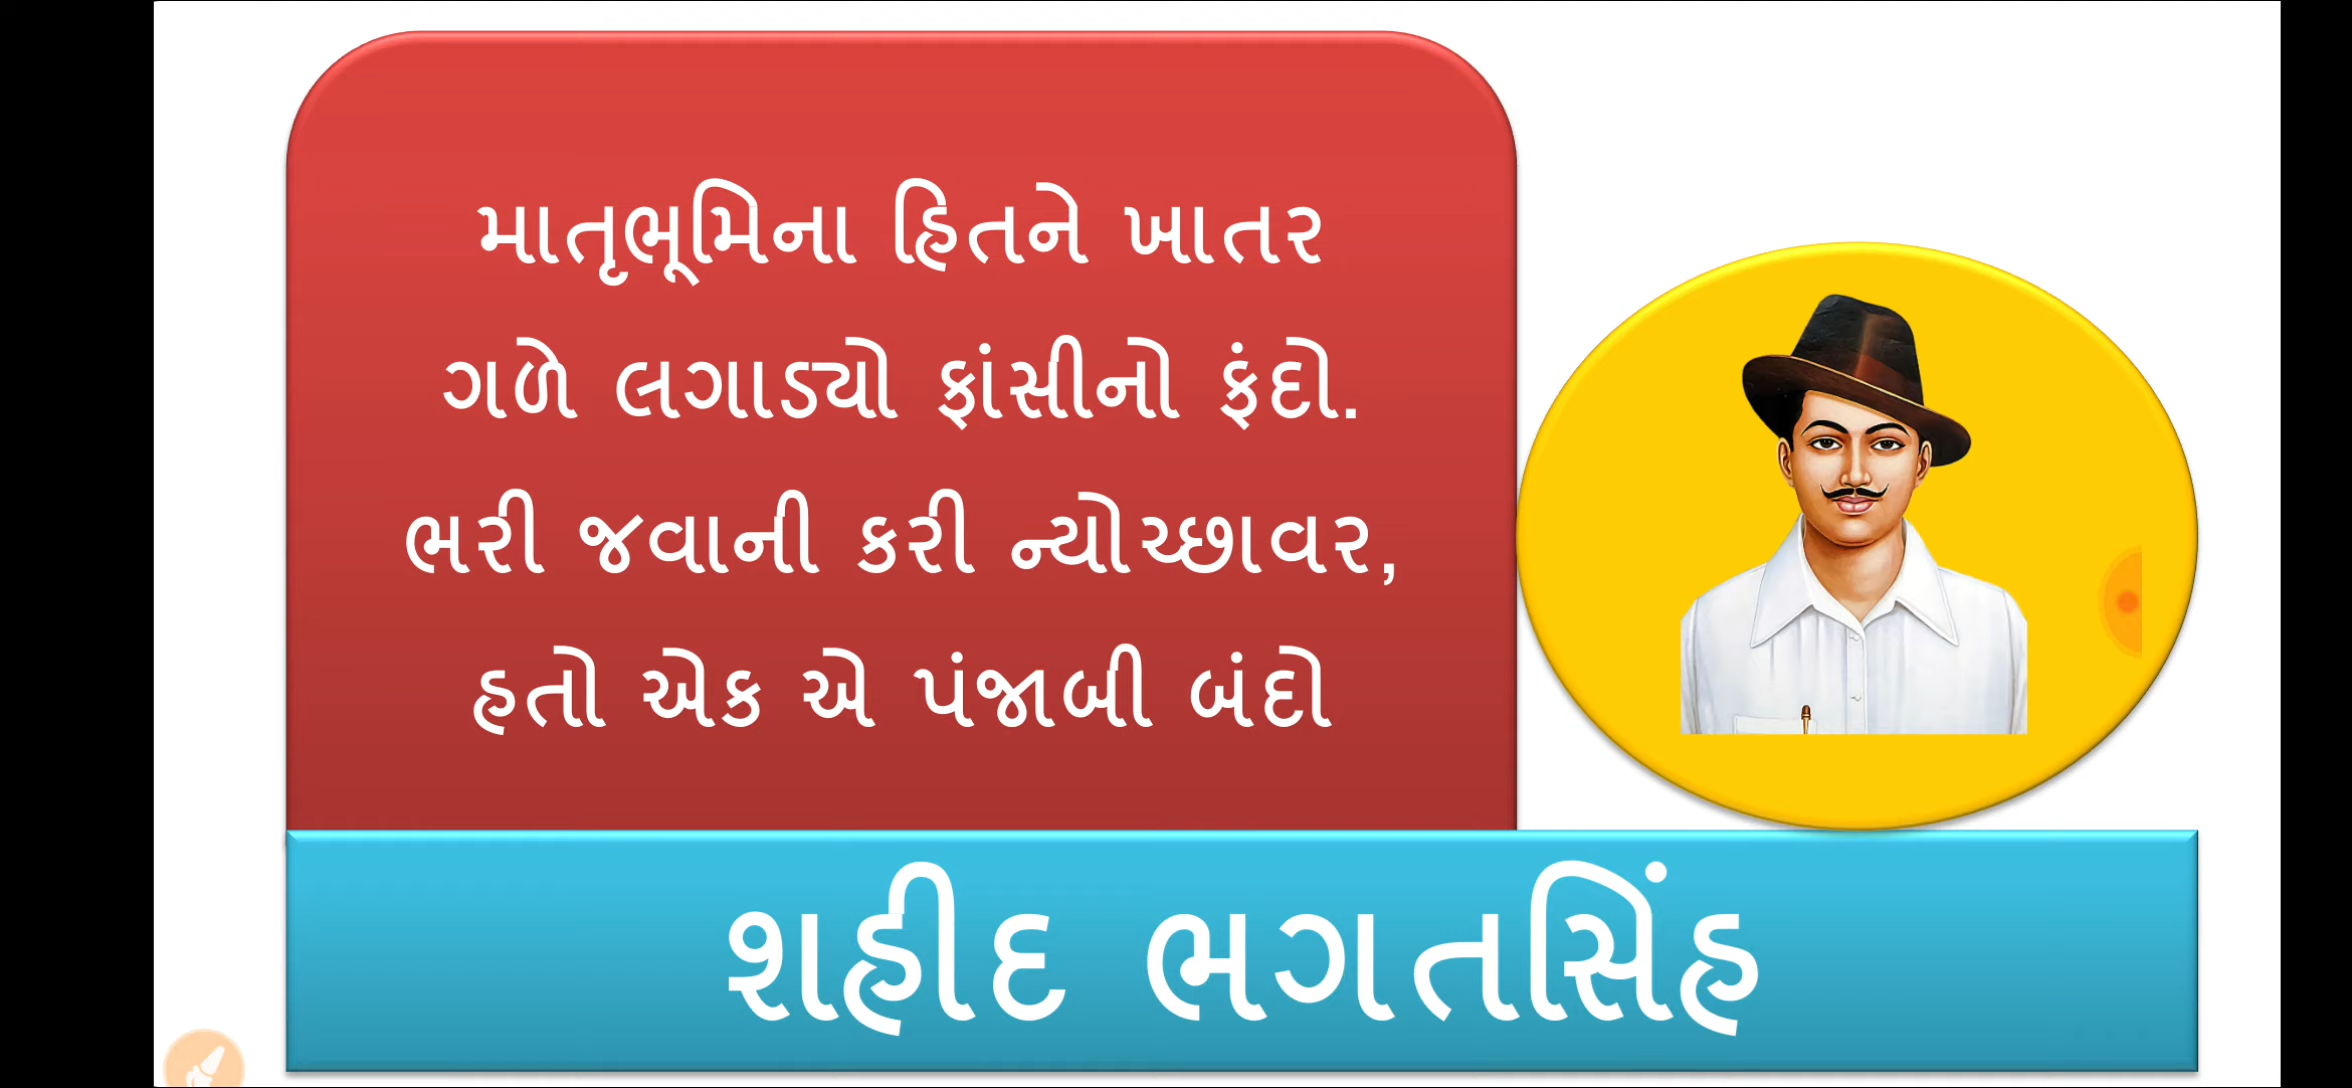 માતૃભૂમિના હિતને ખાતર
ગળે લગાડ્યો ફાંસીનો ફંદો.
ભરી જવાની કરી ન્યોચ્છાવર,
હતો એક એ પંજાબી બંદો
શહીદ ભગતસિંહ